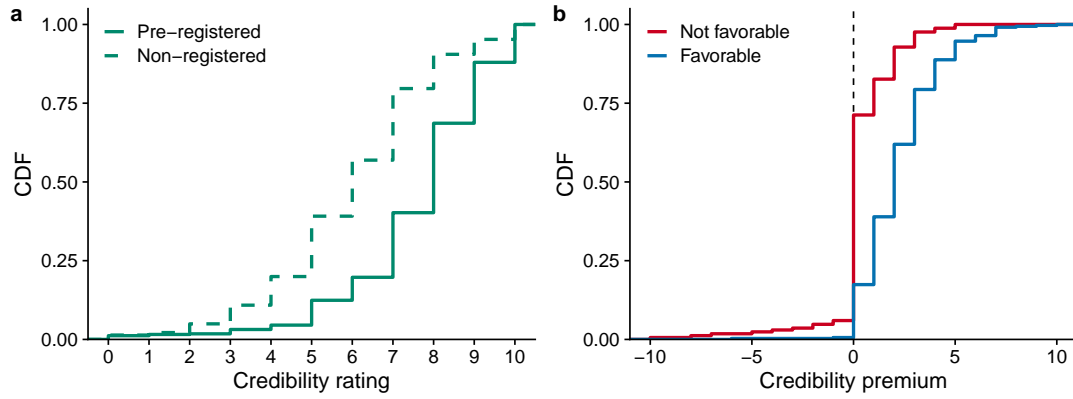 a
Pre−registered
Non−registered
CDF
1.00
0.75
0.50
0.25
0.00
0 1 2 3 4 5 6 7 8 9 10
Credibility rating
b
Not favorable
Favorable
CDF
1.00
0.75
0.50
0.25
0.00
−10 −5 0 5 10
Credibility premium